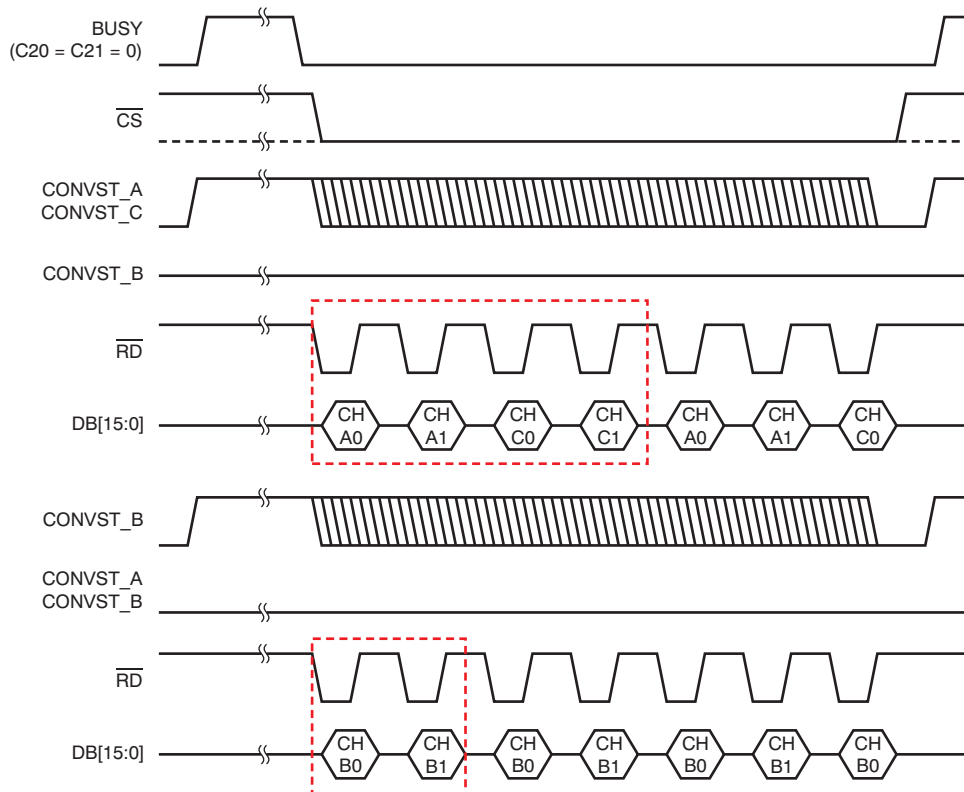 BUSY
(C20 = C21 = 0)
CS
CONVST_A
CONVST_C
CONVST_B
RD
DB[15:0]
CH A0
CH A1
CH C0
CH C1
CH A0
CH A1
CH C0
CONVST_B
CONVST_A
CONVST_B
RD
DB[15:0]
CH B0
CH B1
CH B0
CH B1
CH B0
CH B1
CH B0